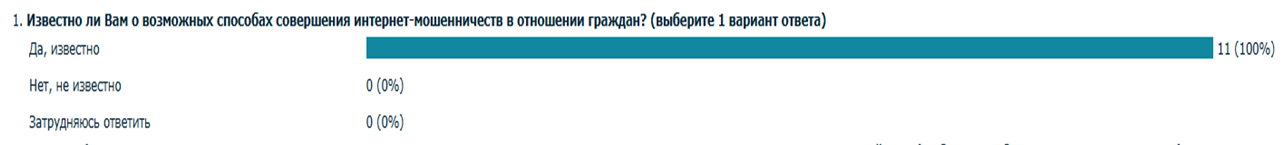 1. Известно ли Вам о возможных способах совершения интернет-мошенничеств в отношении граждан? (выберите 1 вариант ответа)
Да, известно 11 (100%)
Нет, не известно 0 (0%)
Затрудняюсь ответить 0 (0%)